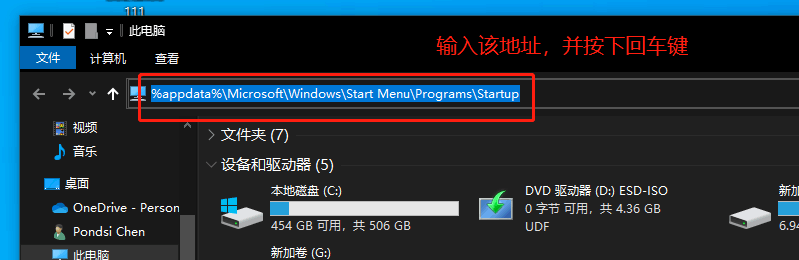 111
此电脑
输入该地址，并按下回车键
文件 计算机 查看
%appdata%\Microsoft\Windows\Start Menu\Programs\Startup
视频
音乐
桌面
OneDrive - Person
Pondsi Chen
此电脑
文件夹 (7)
设备和驱动器 (5)
本地磁盘 (C:)
454 GB 可用，共 506 GB
DVD 驱动器 (D:) ESD-ISO
0 字节 可用，共 4.36 GB
UDF
新加
6.94
新加卷 (G:)